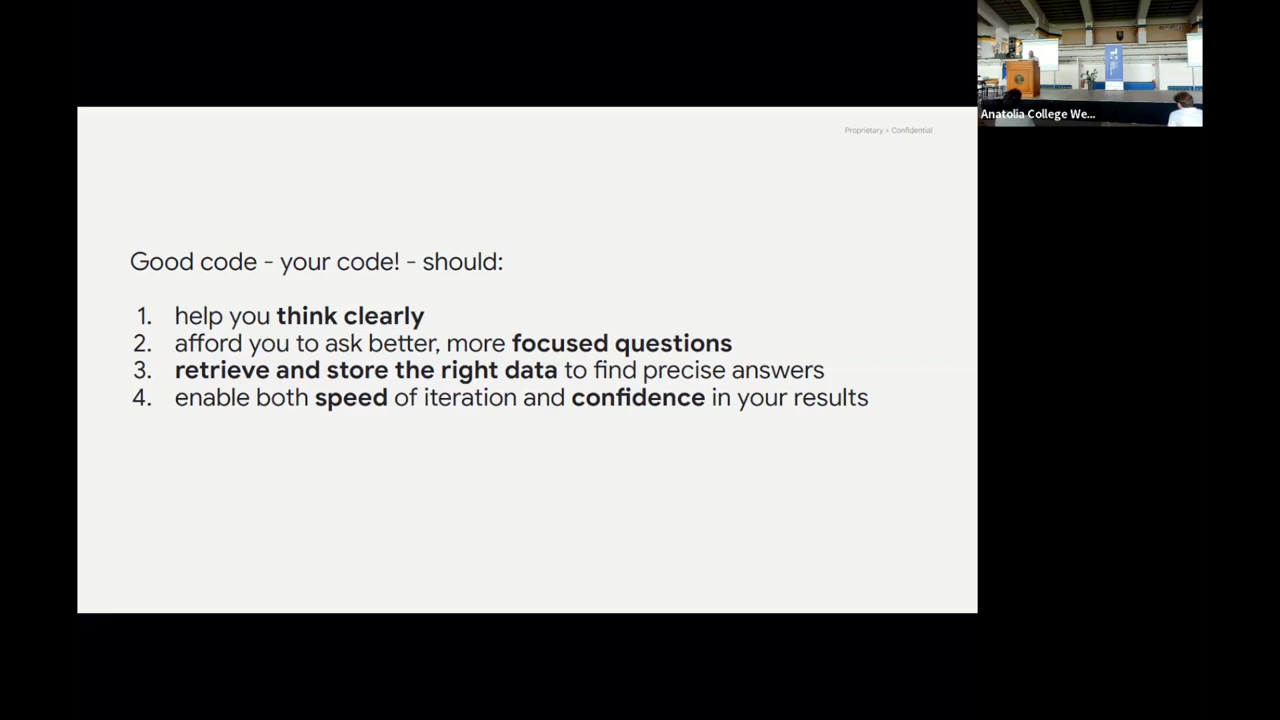 Proprietary + Confidential
Good code - your code! - should:
1. help you think clearly
2. afford you to ask better, more focused questions
3. retrieve and store the right data to find precise answers
4. enable both speed of iteration and confidence in your results
Anatolia College We...